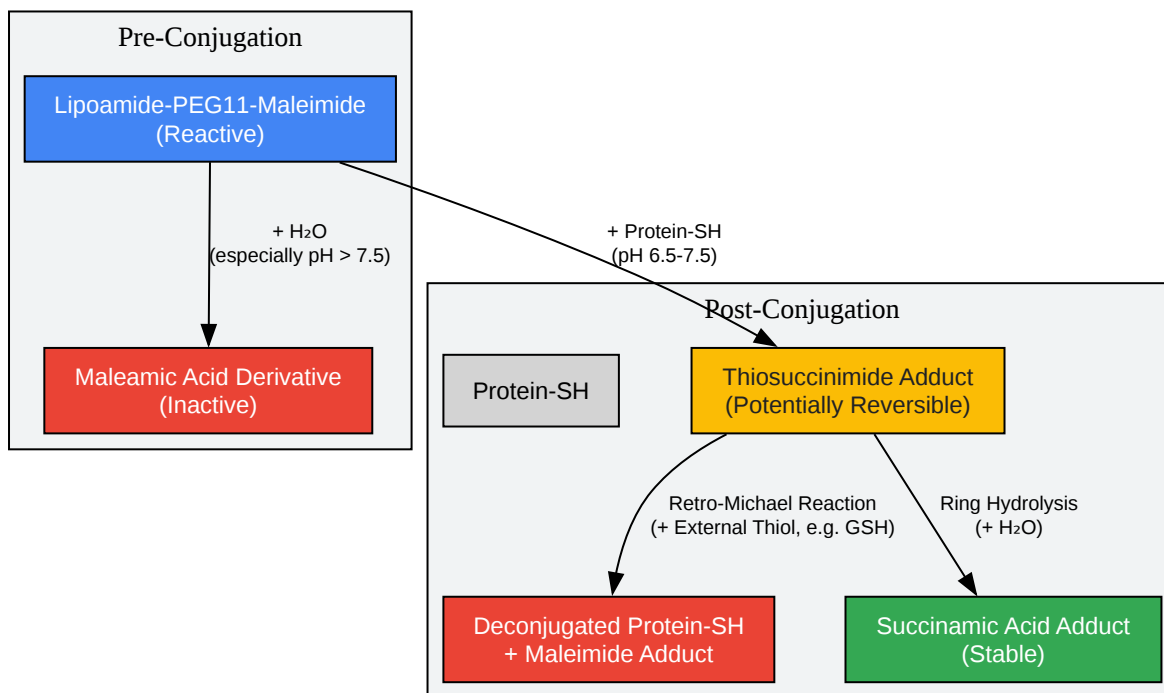 Pre-Conjugation
Lipoamide-PEG11-Maleimide
(Reactive)
+ H₂O
(especially pH > 7.5)
+ Protein-SH
(pH 6.5-7.5)
Maleamic Acid Derivative
(Inactive)
Post-Conjugation
Protein-SH
Thiosuccinimide Adduct
(Potentially Reversible)
Retro-Michael Reaction
(+ External Thiol, e.g. GSH)
Ring Hydrolysis
(+ H₂O)
Deconjugated Protein-SH
+ Maleimide Adduct
Succinamic Acid Adduct
(Stable)